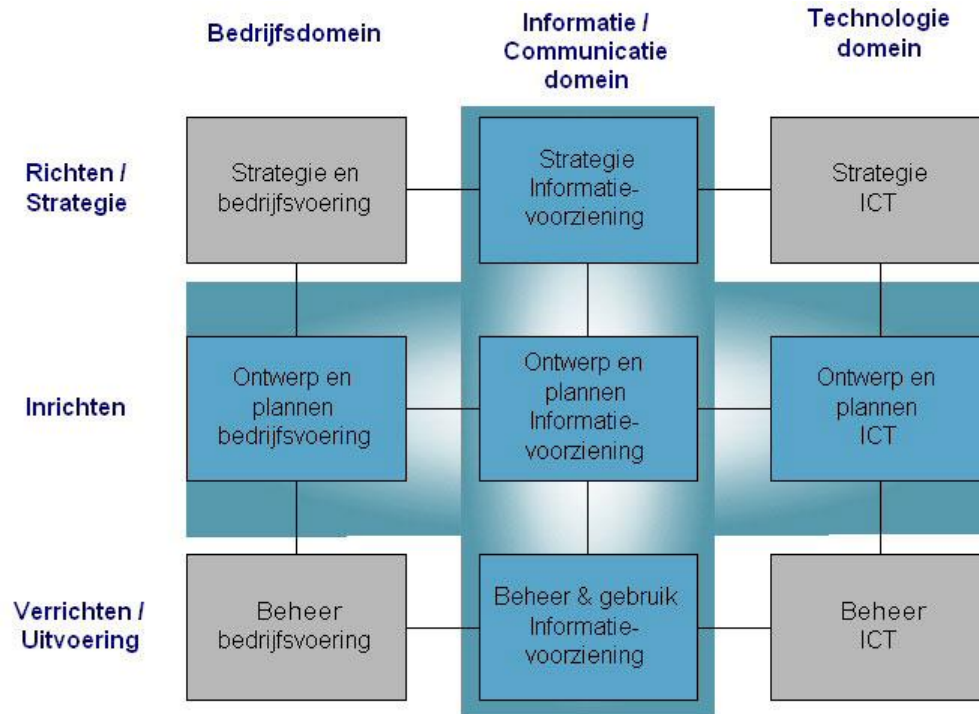 Bedrijfsdomein
Informatie /
Communicatie
domein
Technologie
domein
Richten /
Strategie
Strategie en
bedrijfsvoering
Strategie
Informatie-
voorziening
Strategie
ICT
Inrichten
Ontwerp en
plannen
bedrijfsvoering
Ontwerp en
plannen
Informatie-
voorziening
Ontwerp en
plannen
ICT
Verrichten /
Uitvoering
Beheer
bedrijfsvoering
Beheer & gebruik
Informatie-
voorziening
Beheer
ICT